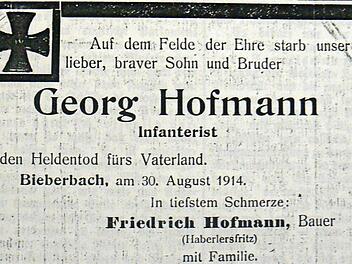 Auf dem Felde der Ehre starb unser
lieber, braver Sohn und Bruder
Georg Hofmann
Infanterist
den Heldentod fürs Vaterland.
Bieberbach, am 30. August 1914.
In tiefstem Schmerze:
Friedrich Hofmann, Bauer
(Haberlersfritz)
mit Familie.